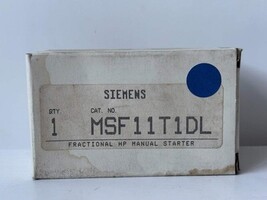 SIEMENS
QTY. CAT. NO.
1 MSF11T1DL
FRACTIONAL HP MANUAL STARTER